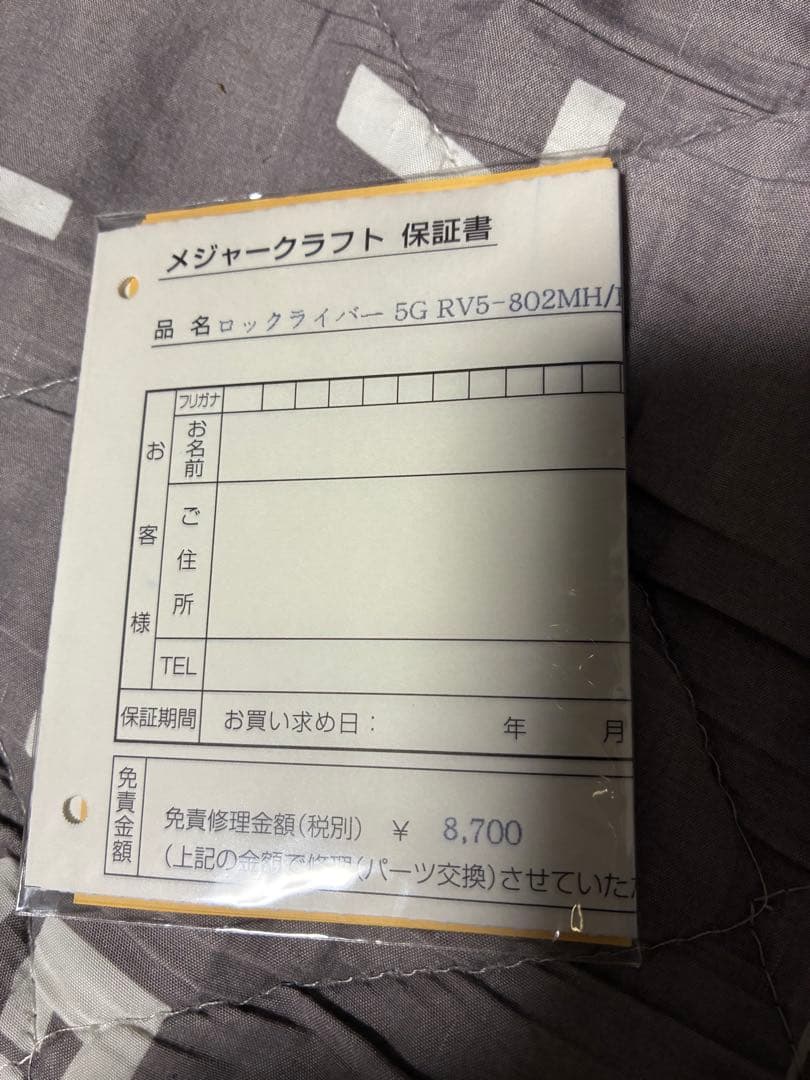 メジャークラフト 保証書
品 名 ロックライバー 5G RV5-802MH/
フリガナ
お客様
お名前
ご住所
TEL
保証期間 お買い求め日： 年 月
免責金額
免責修理金額(税別) ￥ 8,700
(上記の金額で修理(パーツ交換)させていた